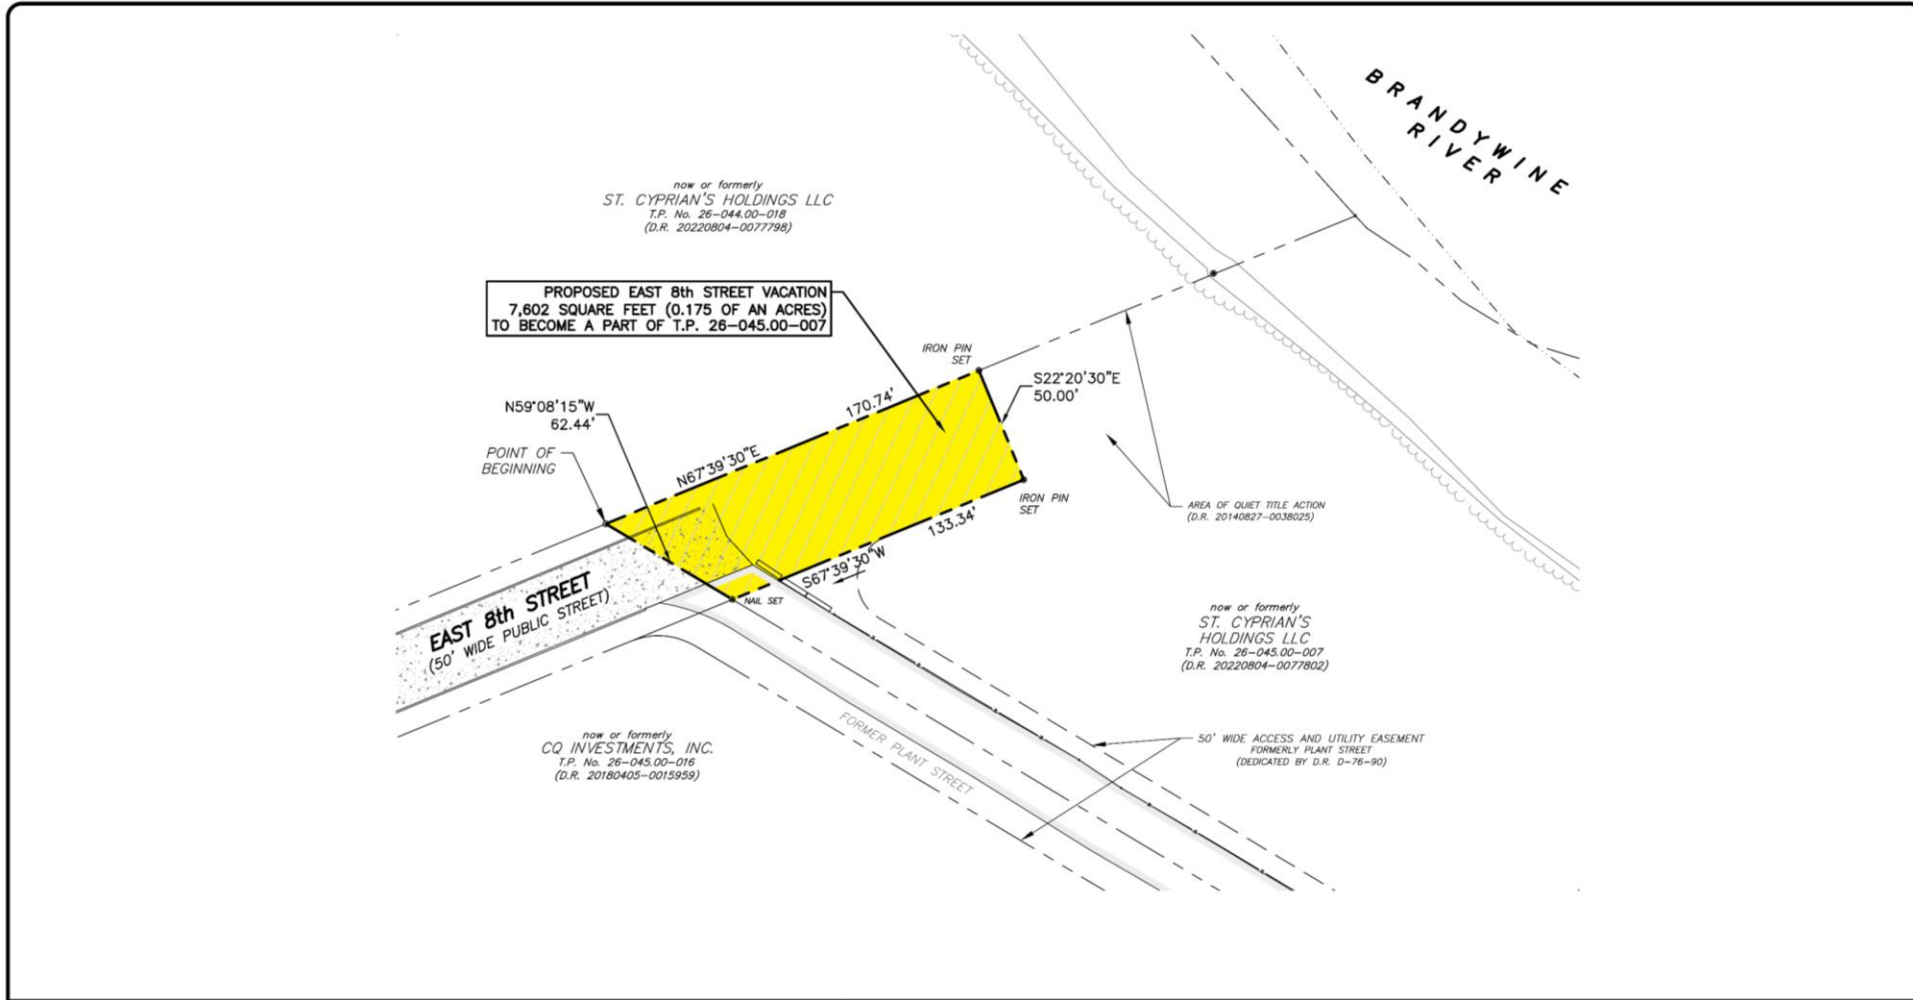 BRANDYWINE
RIVER
now or formerly
ST. CYPRIAN'S HOLDINGS LLC
T.P. No. 26-044.00-018
(D.R. 20220804-0077798)
PROPOSED EAST 8th STREET VACATION
7,602 SQUARE FEET (0.175 OF AN ACRES)
TO BECOME A PART OF T.P. 26-045.00-007
IRON PIN
SET
S22°20'30"E
50.00'
170.74'
N59°08'15"W
62.44'
POINT OF
BEGINNING
N67°39'30"E
IRON PIN
SET
AREA OF QUIET TITLE ACTION
(D.R. 20140827-0038025)
133.34'
S67°39'30"W
NAIL SET
EAST 8th STREET
(50' WIDE PUBLIC STREET)
now or formerly
ST. CYPRIAN'S
HOLDINGS LLC
T.P. No. 26-045.00-007
(D.R. 20220804-0077802)
now or formerly
CQ INVESTMENTS, INC.
T.P. No. 26-045.00-016
(D.R. 20180405-0015959)
FORMER PLANT STREET
50' WIDE ACCESS AND UTILITY EASEMENT
FORMERLY PLANT STREET
(DEDICATED BY D.R. D-76-90)